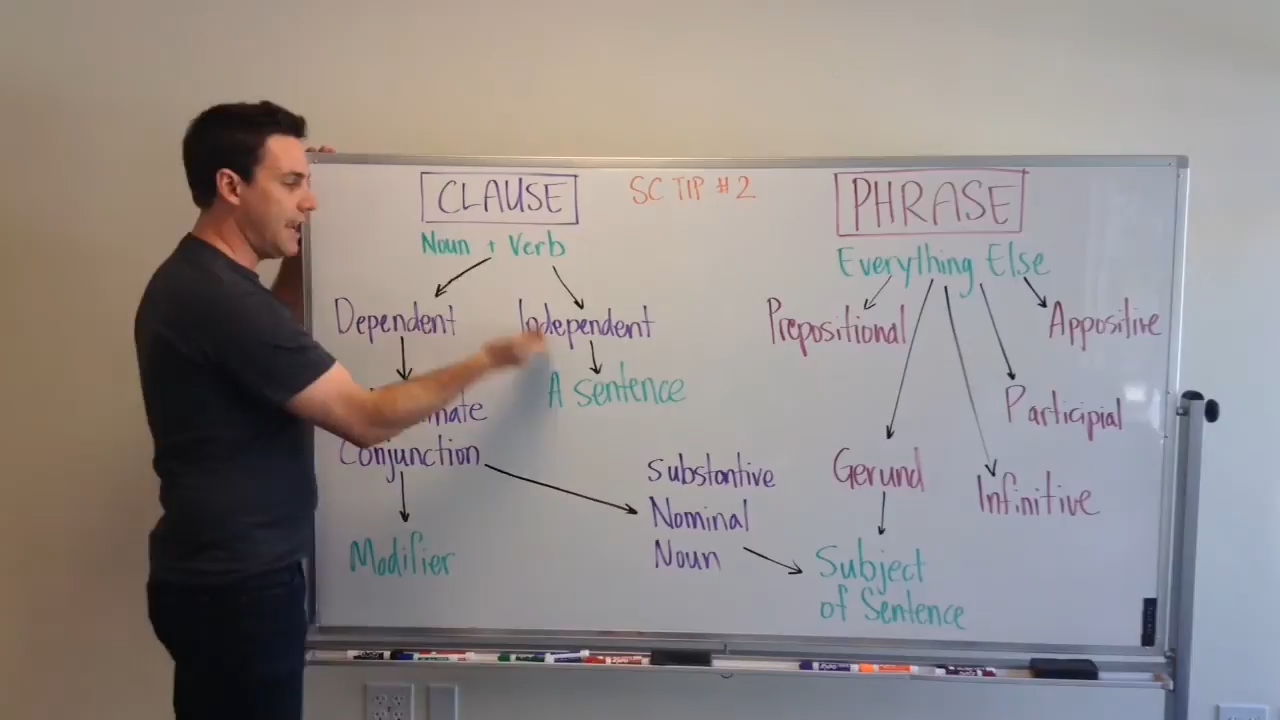 CLAUSE
SC TIP #2
PHRASE
Noun + Verb
Everything Else
Dependent
Independent
Prepositional
Appositive
A sentence
Participial
Conjunction
Substantive
Nominal
Noun
Gerund
Infinitive
Modifier
Subject
of Sentence